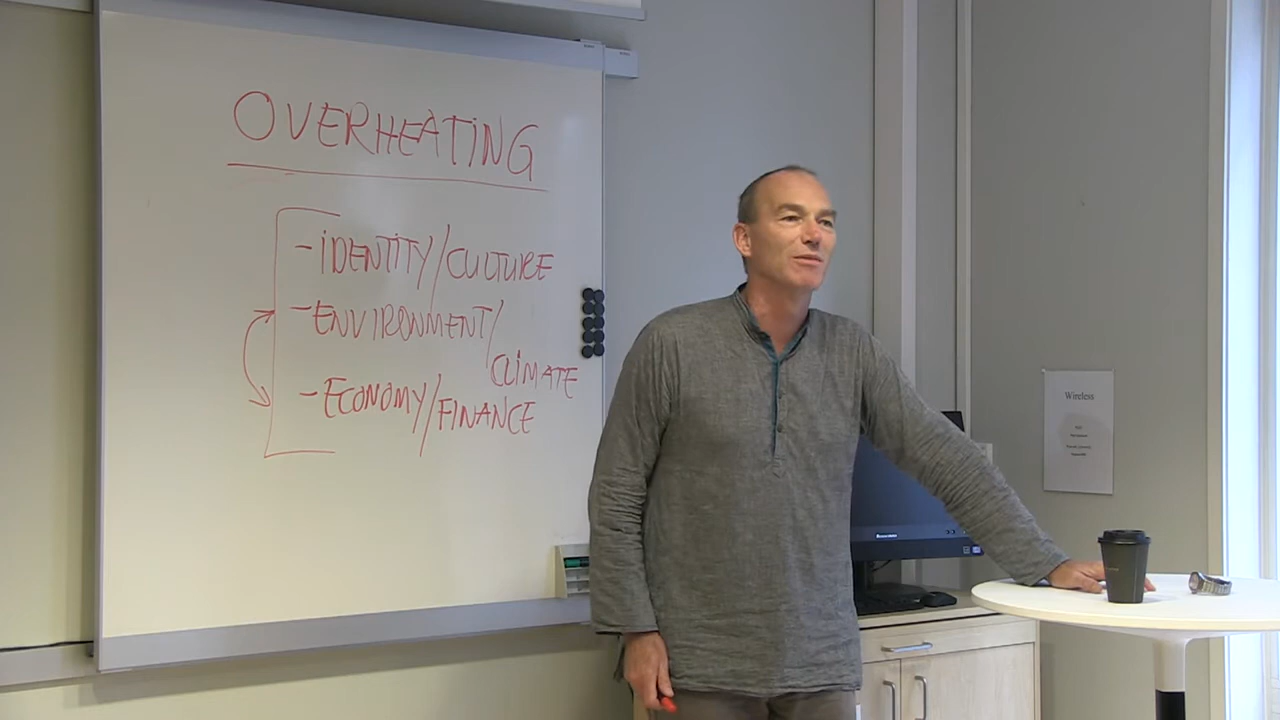 OVERHEATING
- IDENTITY/CULTURE
- ENVIRONMENT/
CLIMATE
- ECONOMY/FINANCE
Wireless